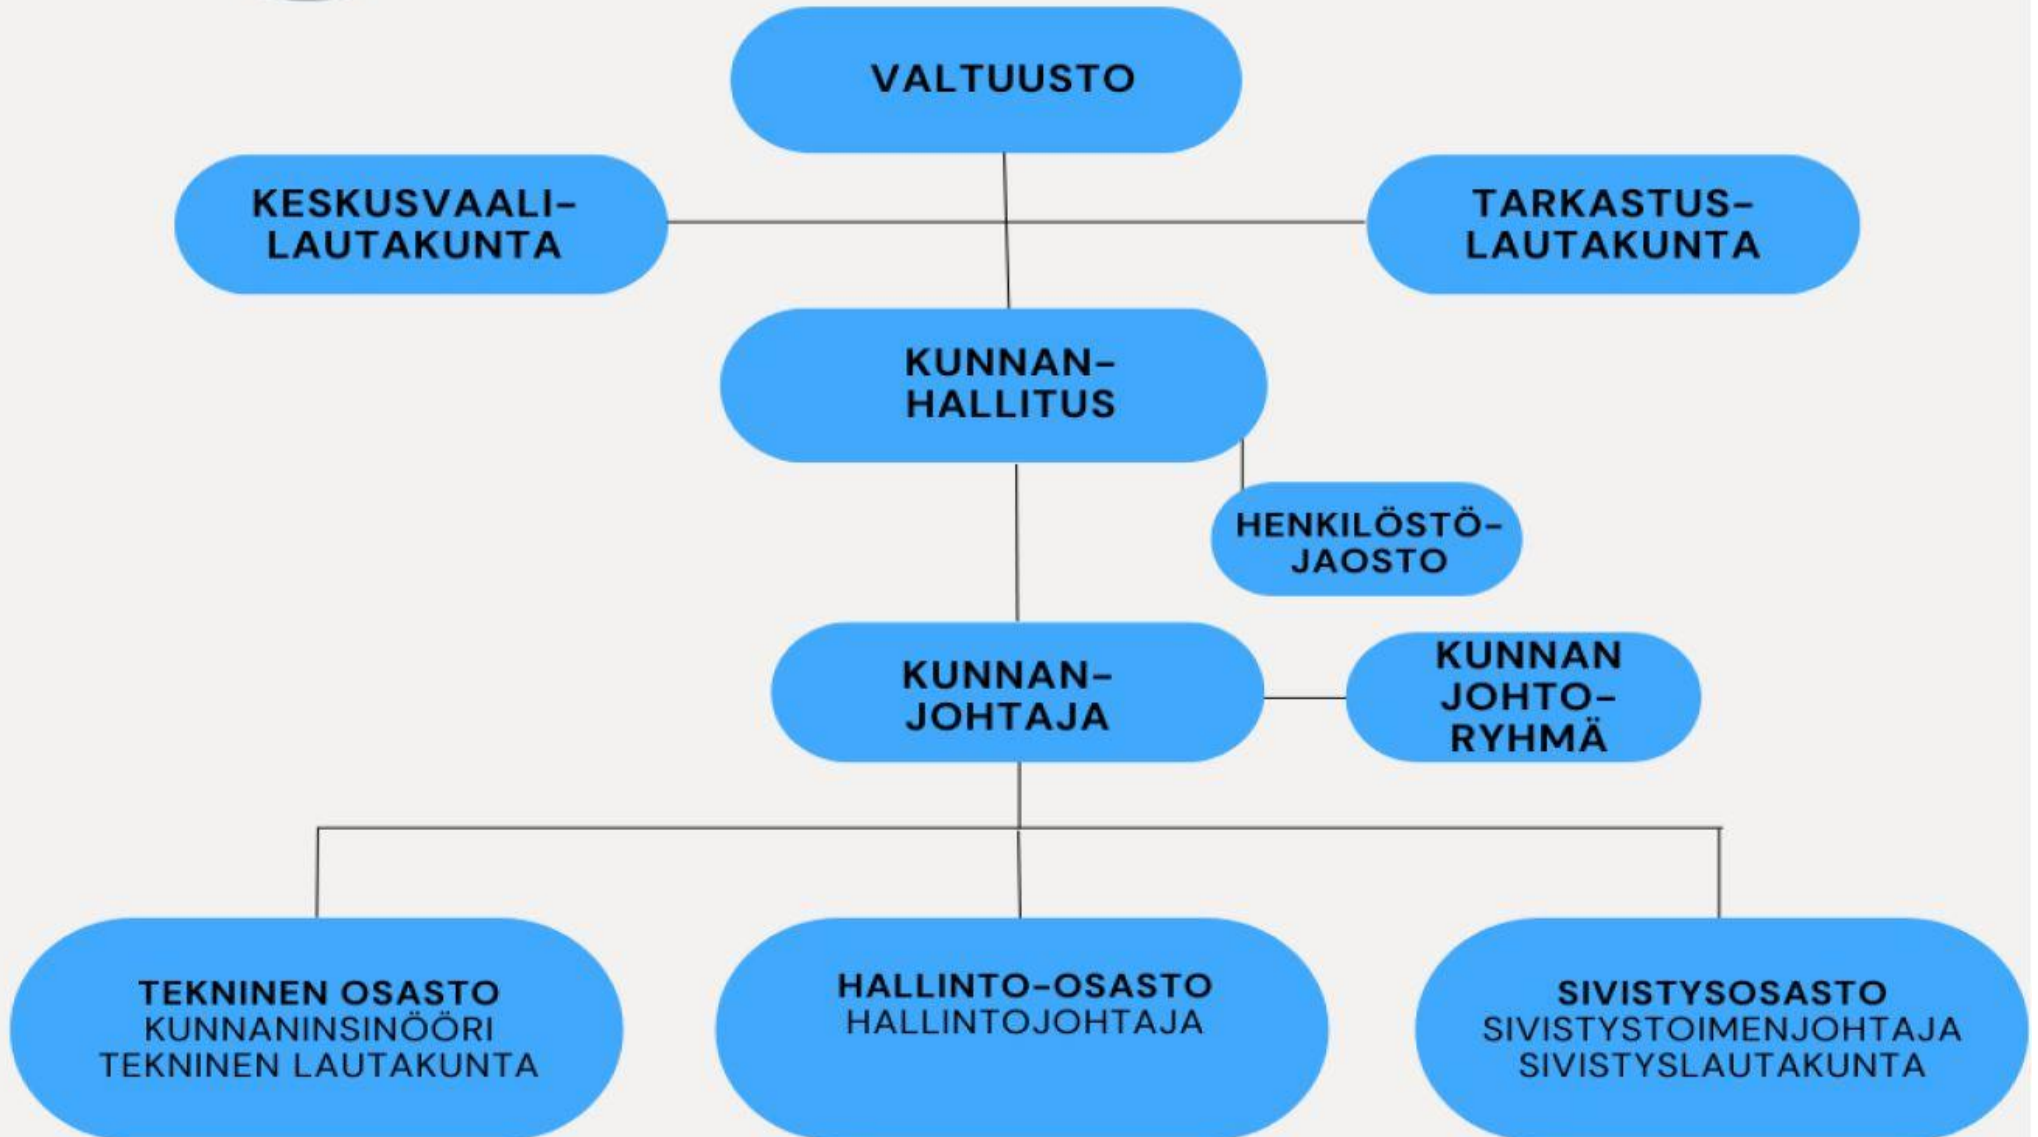 VALTUUSTO
KESKUSVAALI-
LAUTAKUNTA
TARKASTUS-
LAUTAKUNTA
KUNNAN-
HALLITUS
HENKILÖSTÖ-
JAOSTO
KUNNAN-
JOHTAJA
KUNNAN
JOHTO-
RYHMÄ
TEKNINEN OSASTO
KUNNANINSINÖÖRI
TEKNINEN LAUTAKUNTA
HALLINTO-OSASTO
HALLINTOJOHTAJA
SIVISTYSOSASTO
SIVISTYSTOIMENJOHTAJA
SIVISTYSLAUTAKUNTA